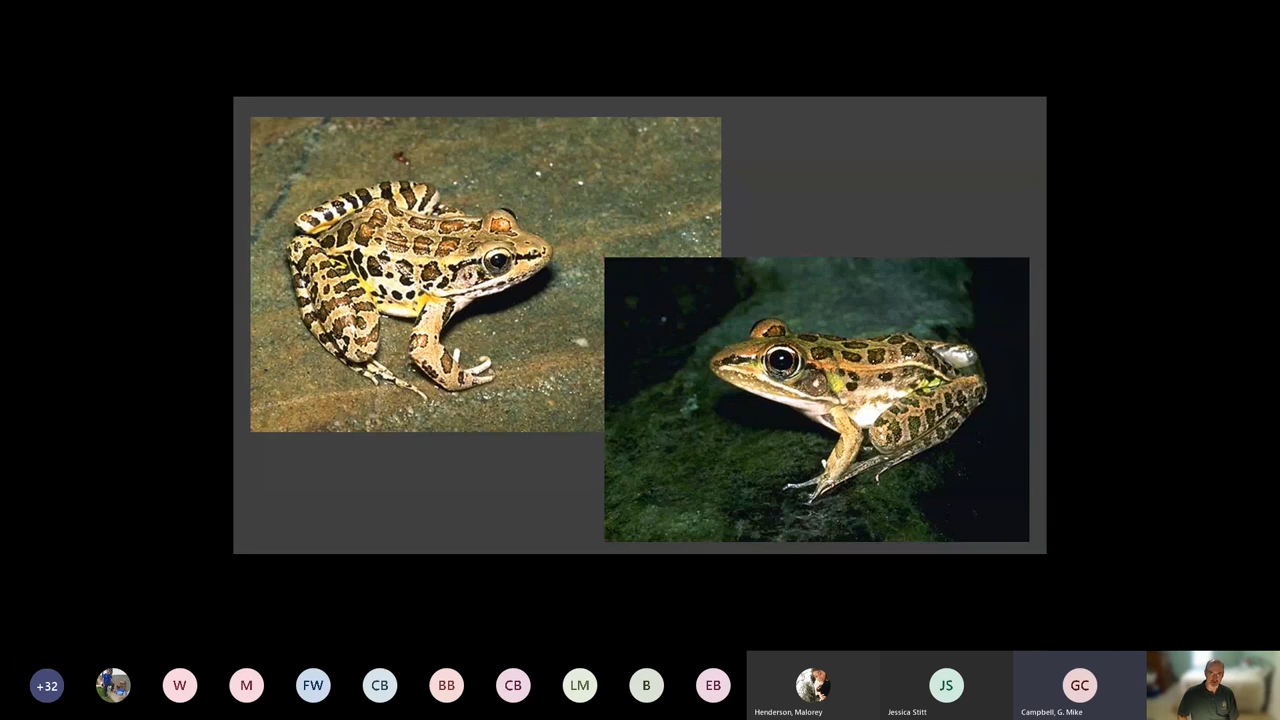 +32
W
M
FW
CB
BB
CB
LM
B
EB
JS
GC
Henderson, Malorey
Jessica Stitt
Campbell, G. Mike